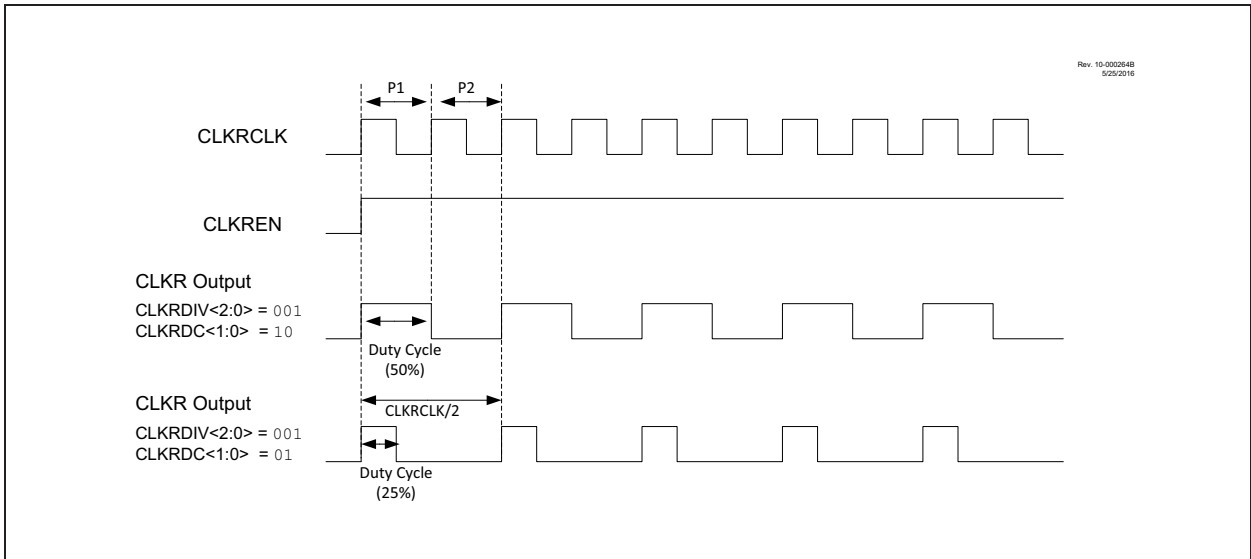 Rev. 10-000264B
5/25/2016
P1
P2
CLKRCLK
CLKREN
CLKR Output
CLKRDIV<2:0> = 001
CLKRDC<1:0> = 10
Duty Cycle
(50%)
CLKR Output
CLKRCLK/2
CLKRDIV<2:0> = 001
CLKRDC<1:0> = 01
Duty Cycle
(25%)